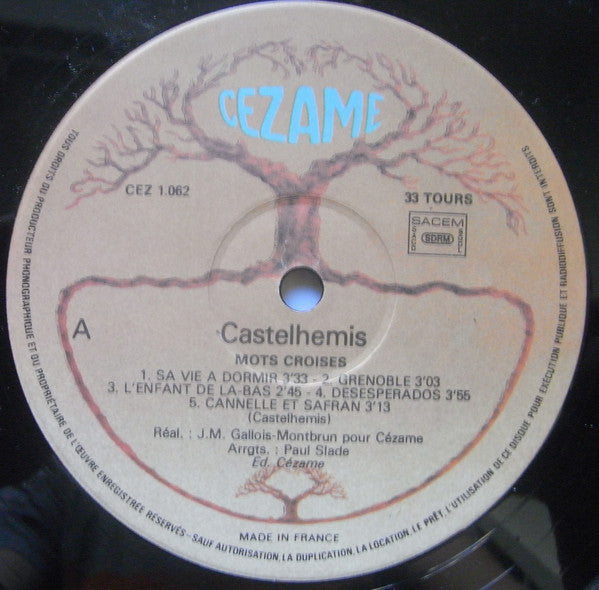 CEZAME
CEZ 1.062
33 TOURS
SACEM
SACD
SDRM
SGDL
A
Castelhemis
MOTS CROISES
1. SA VIE A DORMIR 3'33 - 2. GRENOBLE 3'03
3. L'ENFANT DE LA-BAS 2'45 - 4. DESESPERADOS 3'55
5. CANNELLE ET SAFRAN 3'13
(Castelhemis)
Réal. : J.M. Gallois-Montbrun pour Cézame
Arrgts. : Paul Slade
Ed. Cézame
MADE IN FRANCE
TOUS DROITS DU PRODUCTEUR PHONOGRAPHIQUE ET DU PROPRIÉTAIRE DE L'ŒUVRE ENREGISTRÉE RÉSERVÉS - SAUF AUTORISATION, LA DUPLICATION, LA LOCATION, LE PRÊT, L'UTILISATION DE CE DISQUE POUR EXÉCUTION PUBLIQUE ET RADIODIFFUSION SONT INTERDITS